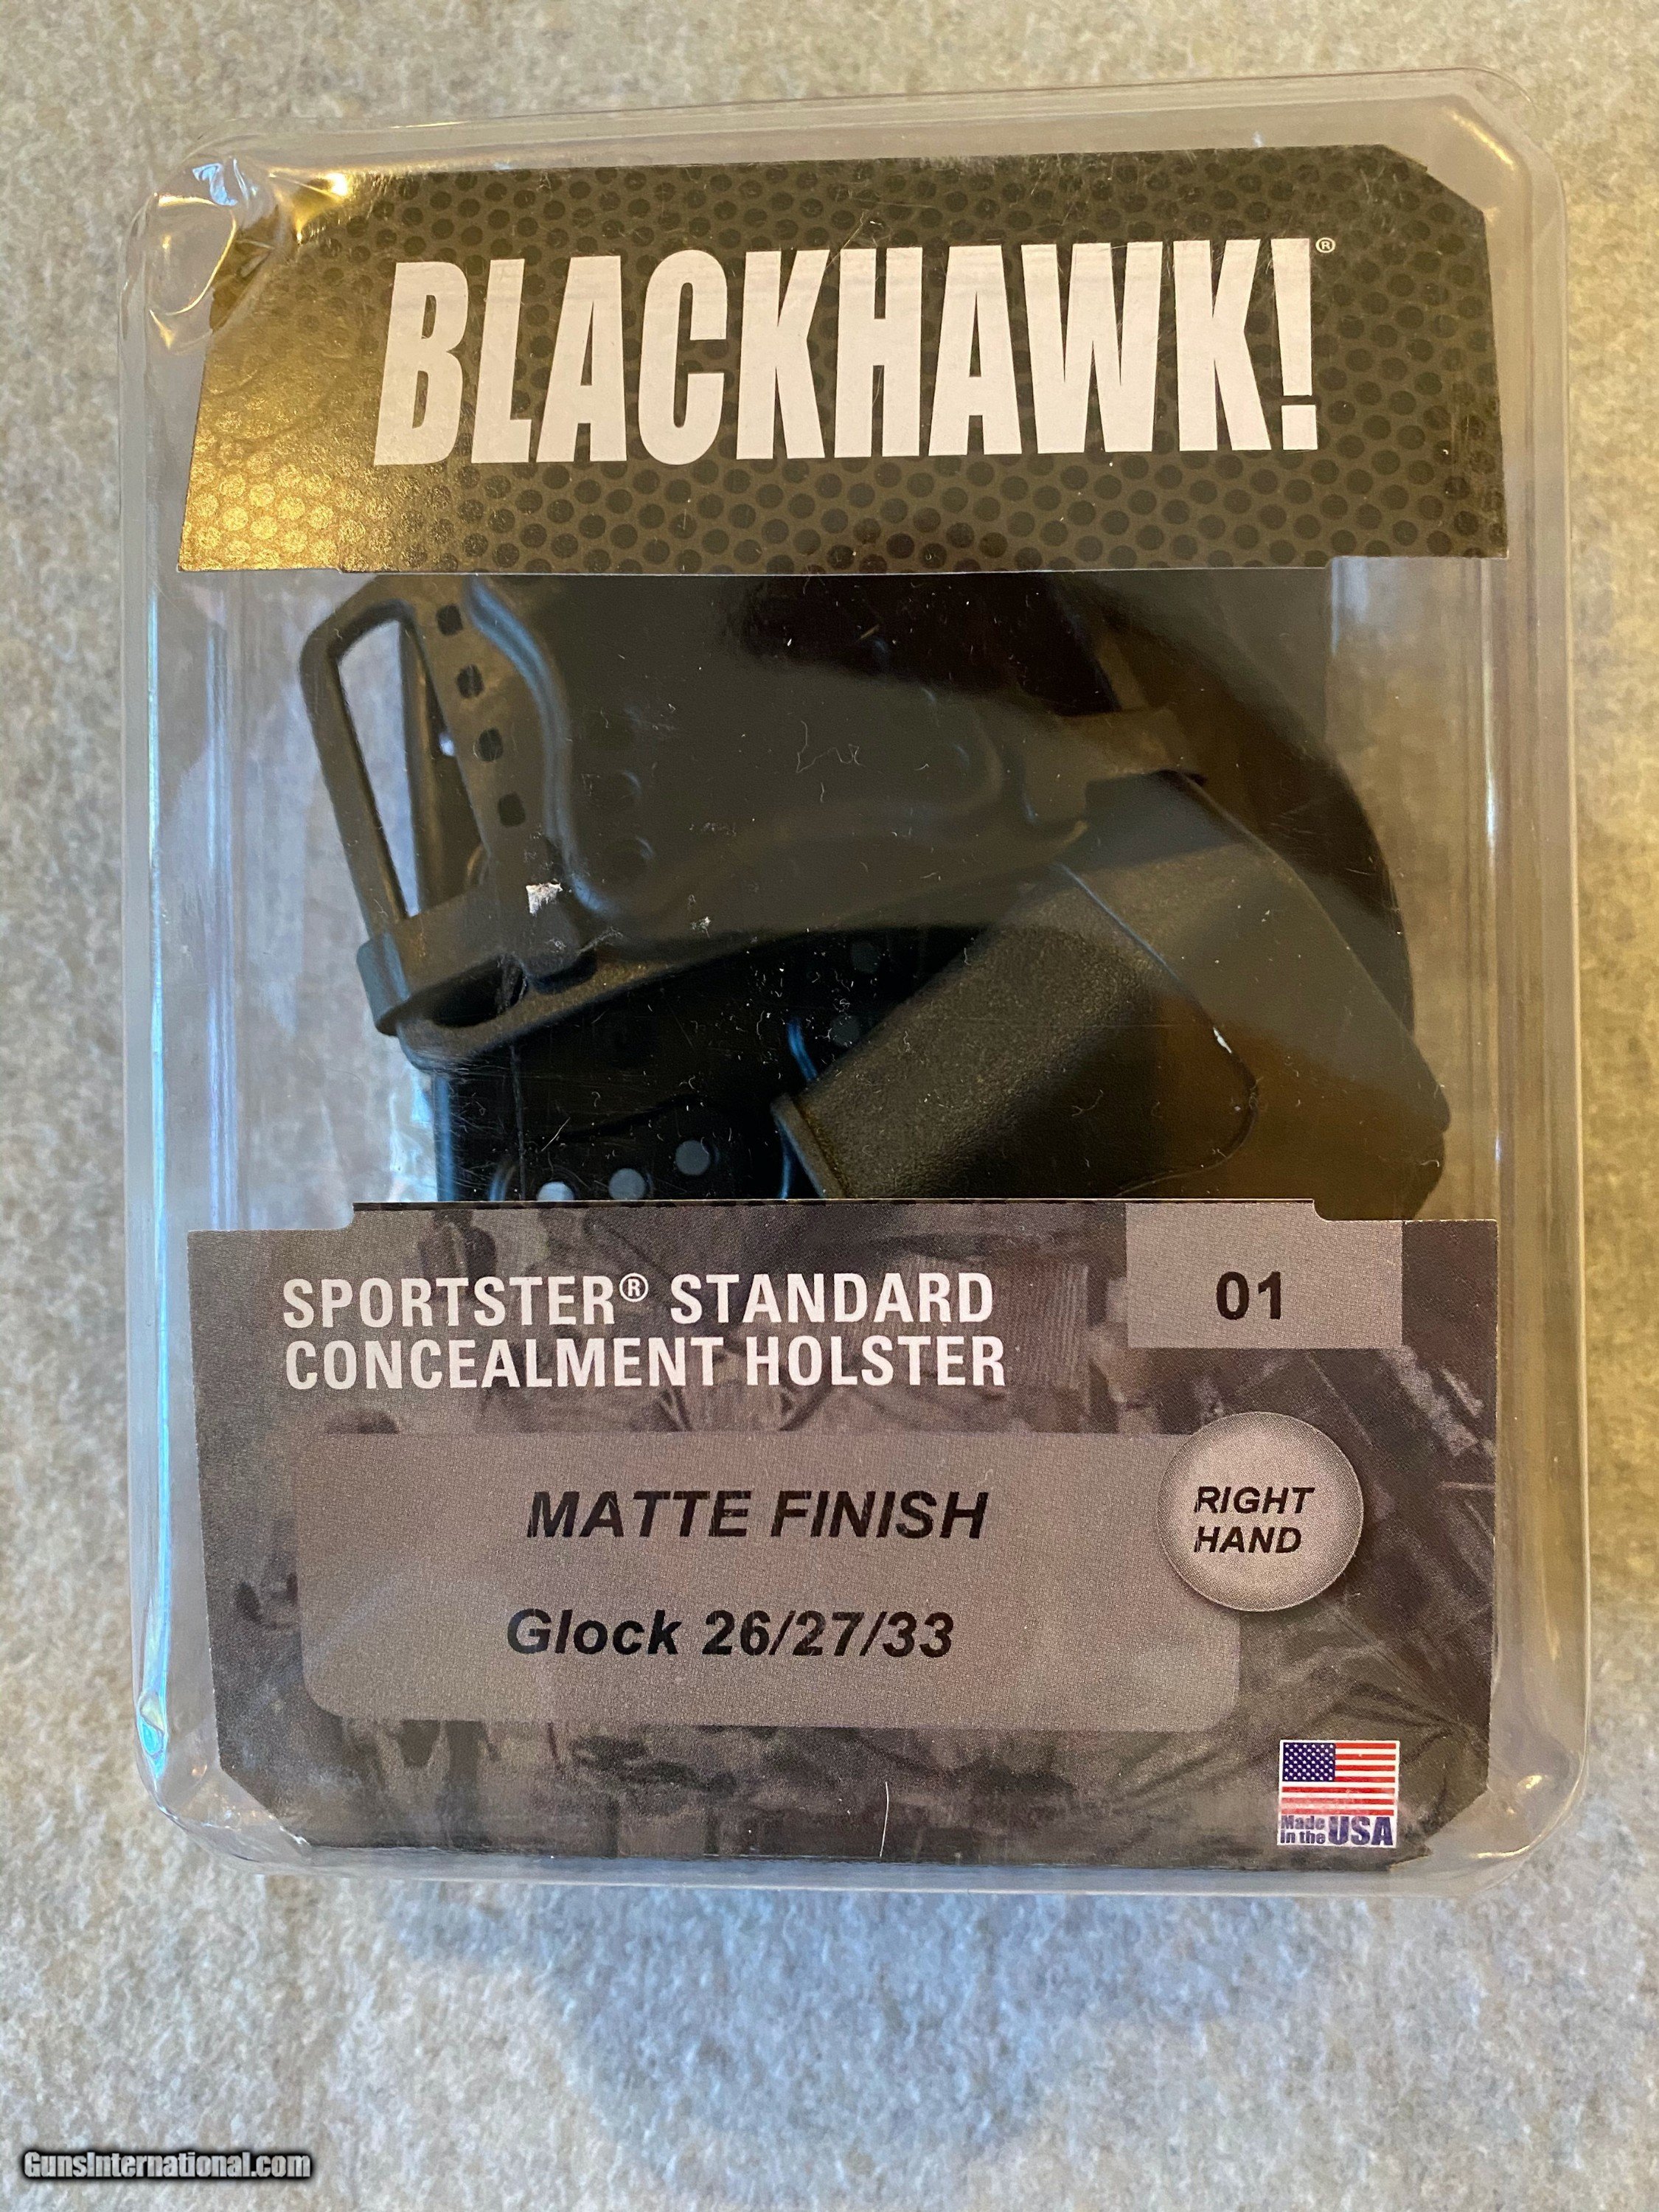 BLACKHAWK!®
SPORTSTER® STANDARD
CONCEALMENT HOLSTER
01
MATTE FINISH
RIGHT
HAND
Glock 26/27/33
Made
in the USA
GunsInternational.com